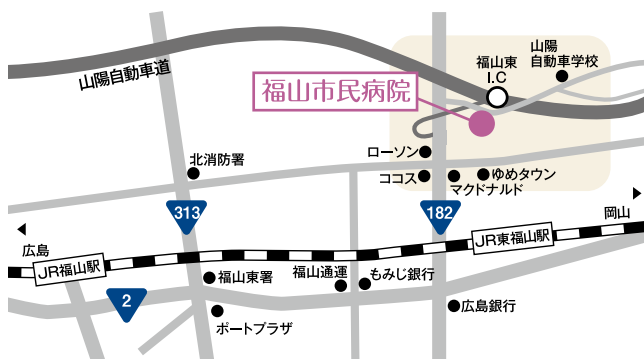 山陽自動車道
福山東
I.C
山陽
自動車学校
福山市民病院
北消防署
ローソン
ココス
マクドナルド
ゆめタウン
313
182
広島
岡山
JR福山駅
JR東福山駅
福山東署
福山通運
もみじ銀行
2
ポートプラザ
広島銀行